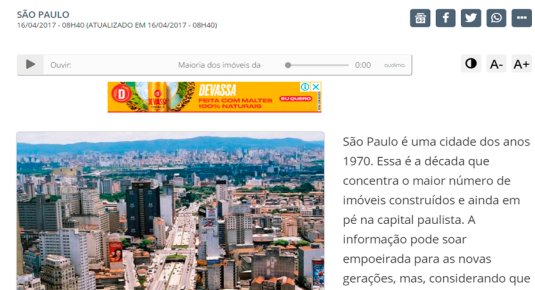 SÃO PAULO
16/04/2017 - 08H40 (ATUALIZADO EM 16/04/2017 - 08H40)
Ouvir: Maioria dos imóveis da 0:00 audima
A- A+
DEVASSA
FEITA COM MALTES
100% NATURAIS
EU QUERO
São Paulo é uma cidade dos anos
1970. Essa é a década que
concentra o maior número de
imóveis construídos e ainda em
pé na capital paulista. A
informação pode soar
empoeirada para as novas
gerações, mas, considerando que